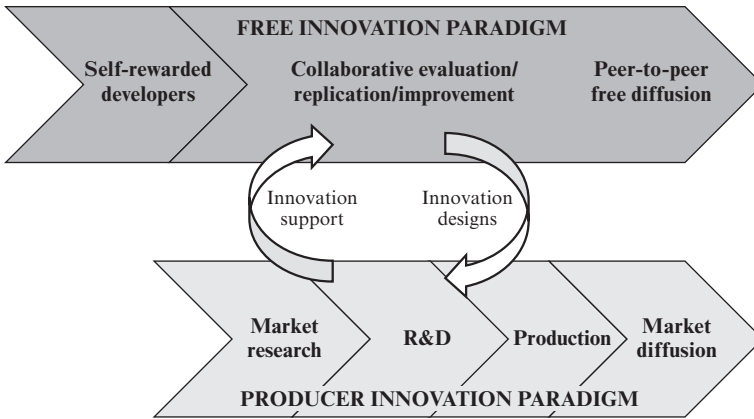 FREE INNOVATION PARADIGM
Self-rewarded
developers
Collaborative evaluation/
replication/improvement
Peer-to-peer
free diffusion
Innovation
support
Innovation
designs
Market
research
R&D
Production
Market
diffusion
PRODUCER INNOVATION PARADIGM